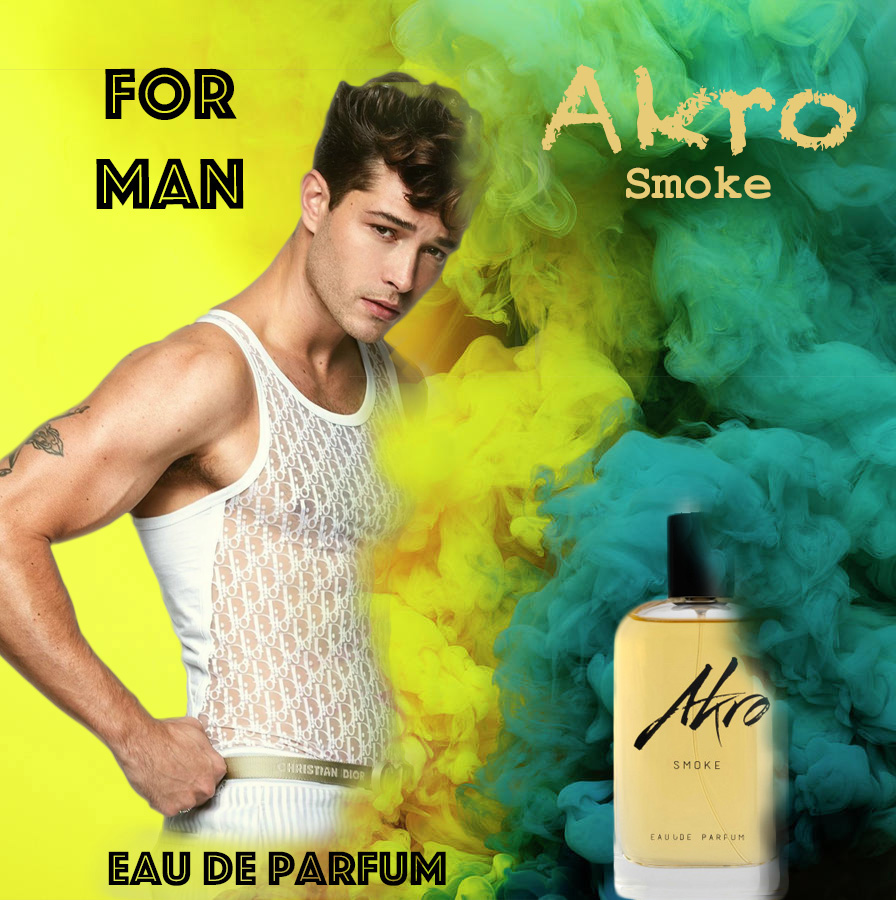 FOR
MAN
Akro
Smoke
Akro
SMOKE
EAU DE PARFUM
CHRISTIAN DIOR
EAU DE PARFUM